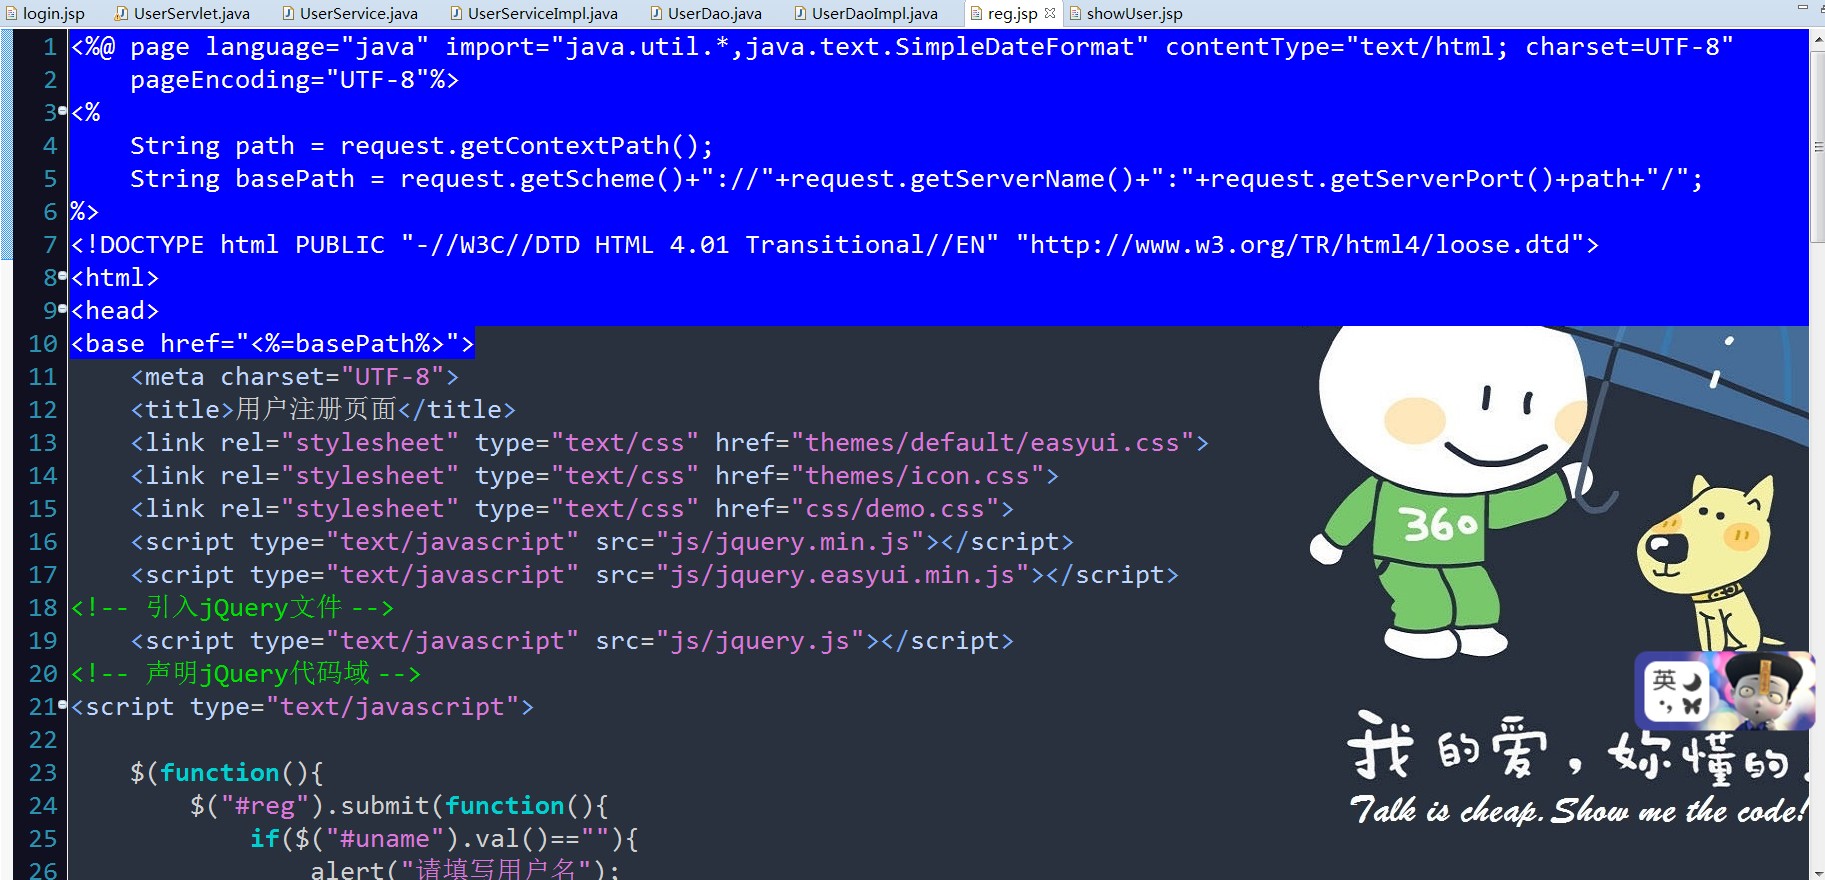 login.jsp UserServlet.java UserService.java UserServiceImpl.java UserDao.java UserDaoImpl.java reg.jsp showUser.jsp
1 <%@ page language="java" import="java.util.*,java.text.SimpleDateFormat" contentType="text/html; charset=UTF-8"
2     pageEncoding="UTF-8"%>
3 <%
4     String path = request.getContextPath();
5     String basePath = request.getScheme()+"://"+request.getServerName()+":"+request.getServerPort()+path+"/";
6 %>
7 <!DOCTYPE html PUBLIC "-//W3C//DTD HTML 4.01 Transitional//EN" "http://www.w3.org/TR/html4/loose.dtd">
8 <html>
9 <head>
10 <base href="<%=basePath%>">
11     <meta charset="UTF-8">
12     <title>用户注册页面</title>
13     <link rel="stylesheet" type="text/css" href="themes/default/easyui.css">
14     <link rel="stylesheet" type="text/css" href="themes/icon.css">
15     <link rel="stylesheet" type="text/css" href="css/demo.css">
16     <script type="text/javascript" src="js/jquery.min.js"></script>
17     <script type="text/javascript" src="js/jquery.easyui.min.js"></script>
18 <!-- 引入jQuery文件 -->
19     <script type="text/javascript" src="js/jquery.js"></script>
20 <!-- 声明jQuery代码域 -->
21 <script type="text/javascript">
22
23     $(function(){
24         $("#reg").submit(function(){
25             if($("#uname").val()==""){
26                 alert("请填写用户名");
360
英
我的爱，妳懂的.
Talk is cheap. Show me the code!